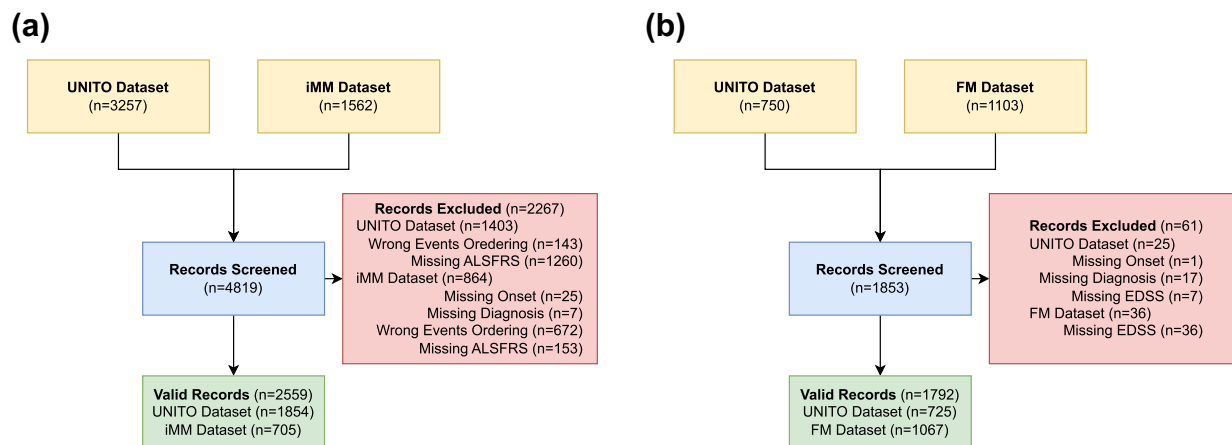 (a)
UNITO Dataset
(n=3257)
iMM Dataset
(n=1562)
Records Screened
(n=4819)
Records Excluded (n=2267)
UNITO Dataset (n=1403)
Wrong Events Oredering (n=143)
Missing ALSFRS (n=1260)
iMM Dataset (n=864)
Missing Onset (n=25)
Missing Diagnosis (n=7)
Wrong Events Ordering (n=672)
Missing ALSFRS (n=153)
Valid Records (n=2559)
UNITO Dataset (n=1854)
iMM Dataset (n=705)
(b)
UNITO Dataset
(n=750)
FM Dataset
(n=1103)
Records Screened
(n=1853)
Records Excluded (n=61)
UNITO Dataset (n=25)
Missing Onset (n=1)
Missing Diagnosis (n=17)
Missing EDSS (n=7)
FM Dataset (n=36)
Missing EDSS (n=36)
Valid Records (n=1792)
UNITO Dataset (n=725)
FM Dataset (n=1067)